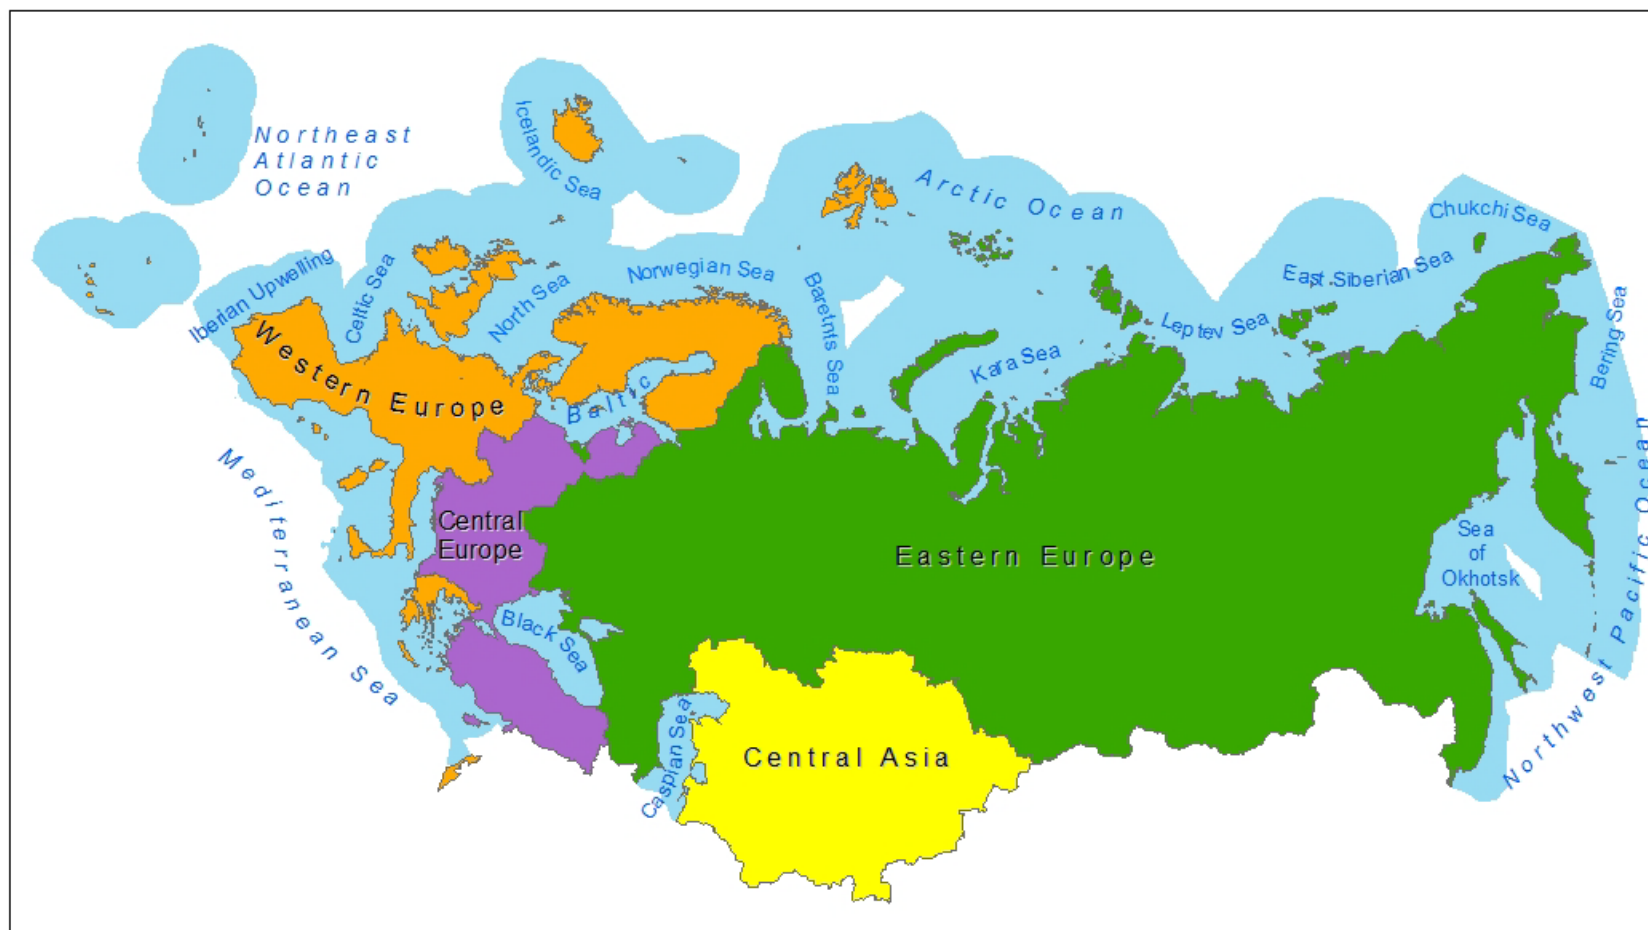 Northeast
Atlantic
Ocean
Icelandic Sea
Arctic Ocean
Chukchi Sea
Iberian Upwelling
Celtic Sea
North Sea
Norwegian Sea
Baretnts Sea
East Siberian Sea
Leptev Sea
Kara Sea
Bering Sea
Western Europe
Baltic
Mediterranean Sea
Central
Europe
Eastern Europe
Sea
of
Okhotsk
Northwest Pacific Ocean
Black Sea
Caspian Sea
Central Asia